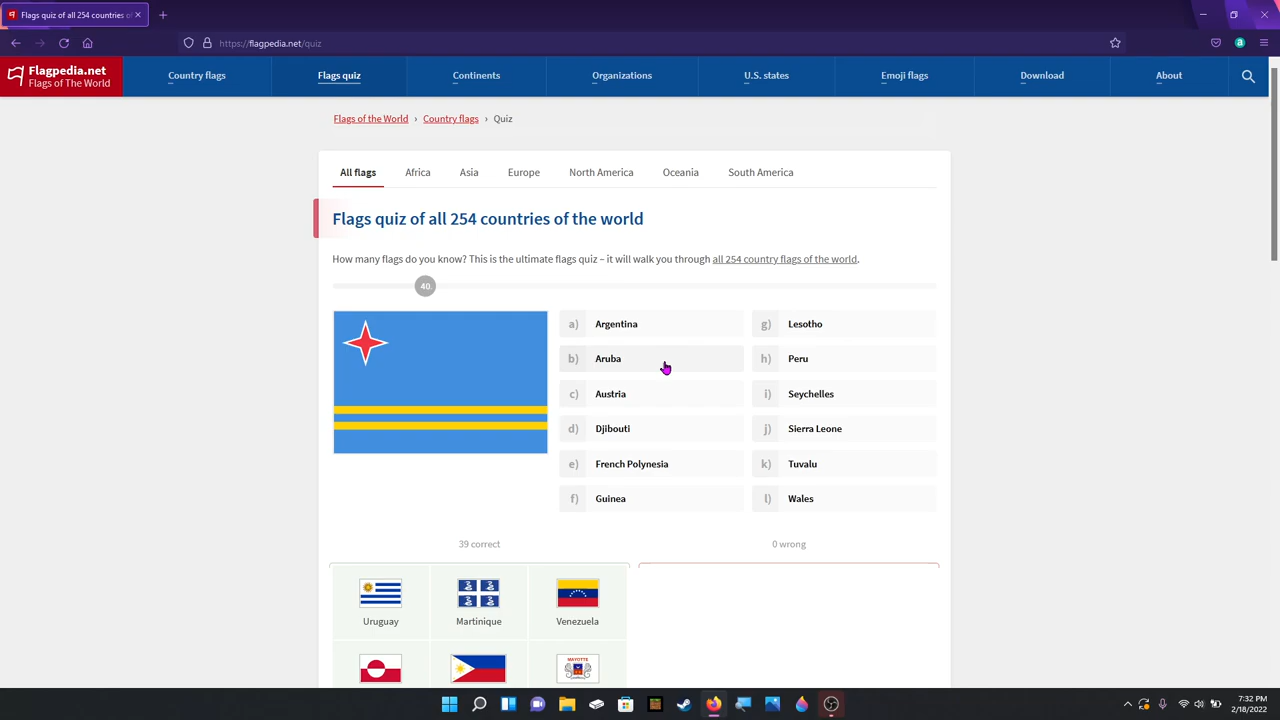 Flags quiz of all 254 countries o
https://flagpedia.net/quiz
Flagpedia.net
Flags of The World
Country flags
Flags quiz
Continents
Organizations
U.S. states
Emoji flags
Download
About
Flags of the World › Country flags › Quiz
All flags
Africa
Asia
Europe
North America
Oceania
South America
Flags quiz of all 254 countries of the world
How many flags do you know? This is the ultimate flags quiz – it will walk you through all 254 country flags of the world.
40.
a) Argentina
b) Aruba
c) Austria
d) Djibouti
e) French Polynesia
f) Guinea
g) Lesotho
h) Peru
i) Seychelles
j) Sierra Leone
k) Tuvalu
l) Wales
39 correct
0 wrong
Uruguay
Martinique
Venezuela
MAYOTTE
7:32 PM
2/18/2022